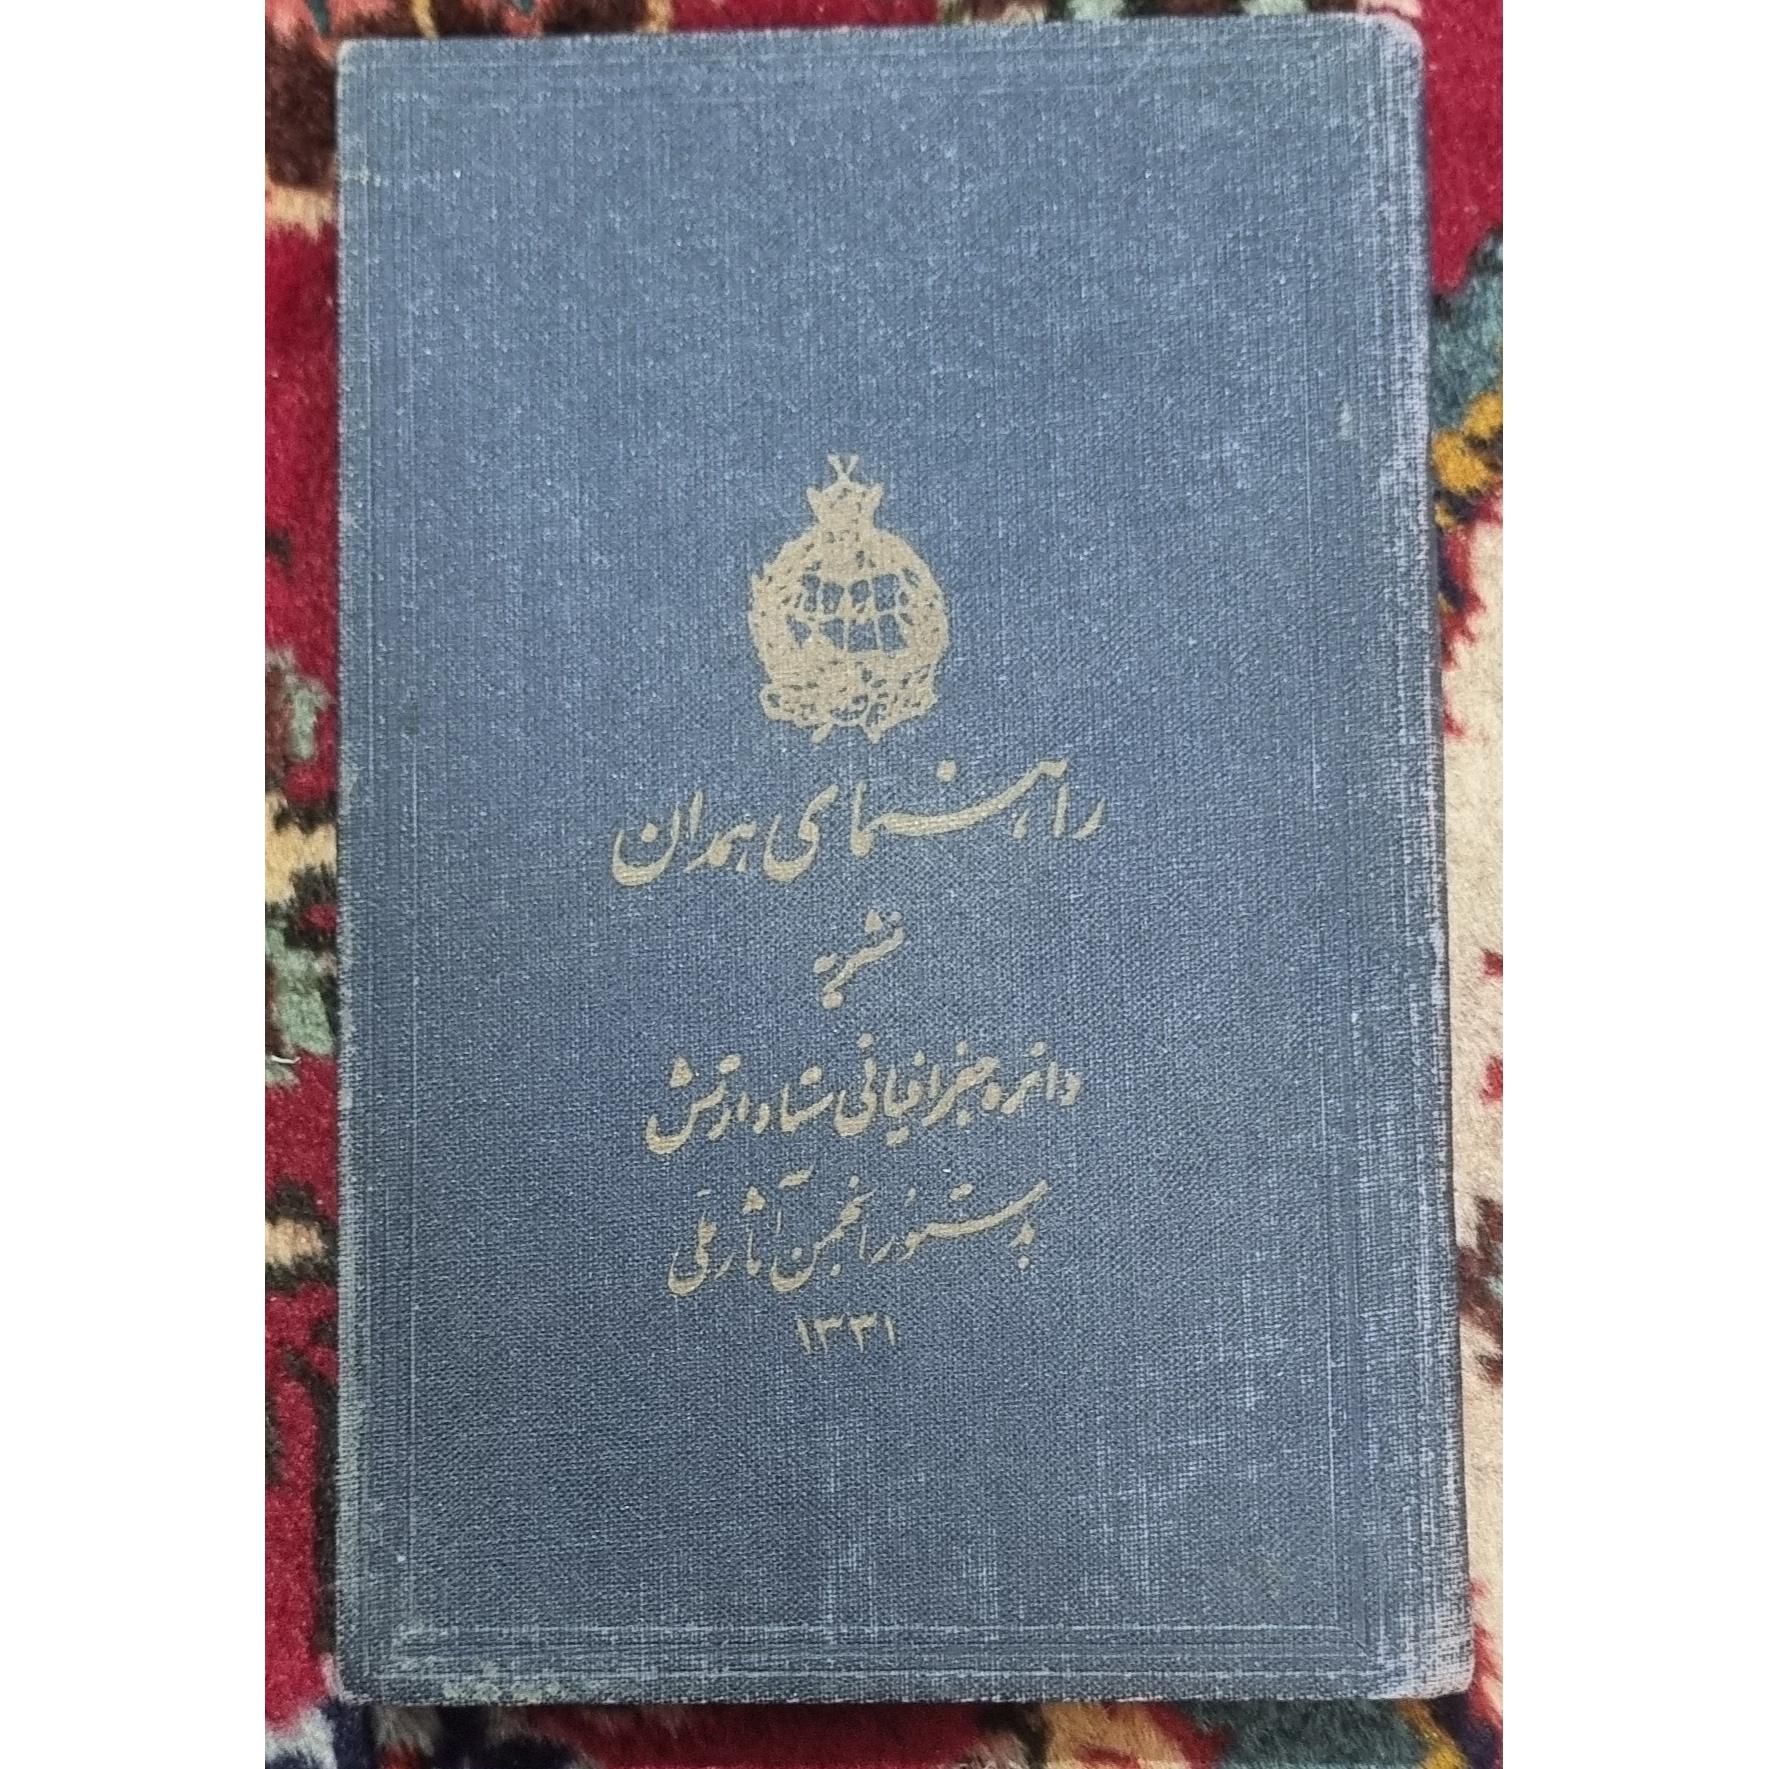 راهنمای همدان
نشریه
دائره جغرافیائی ستاد ارتش
بدستور انجمن آثار ملی
۱۳۳۱